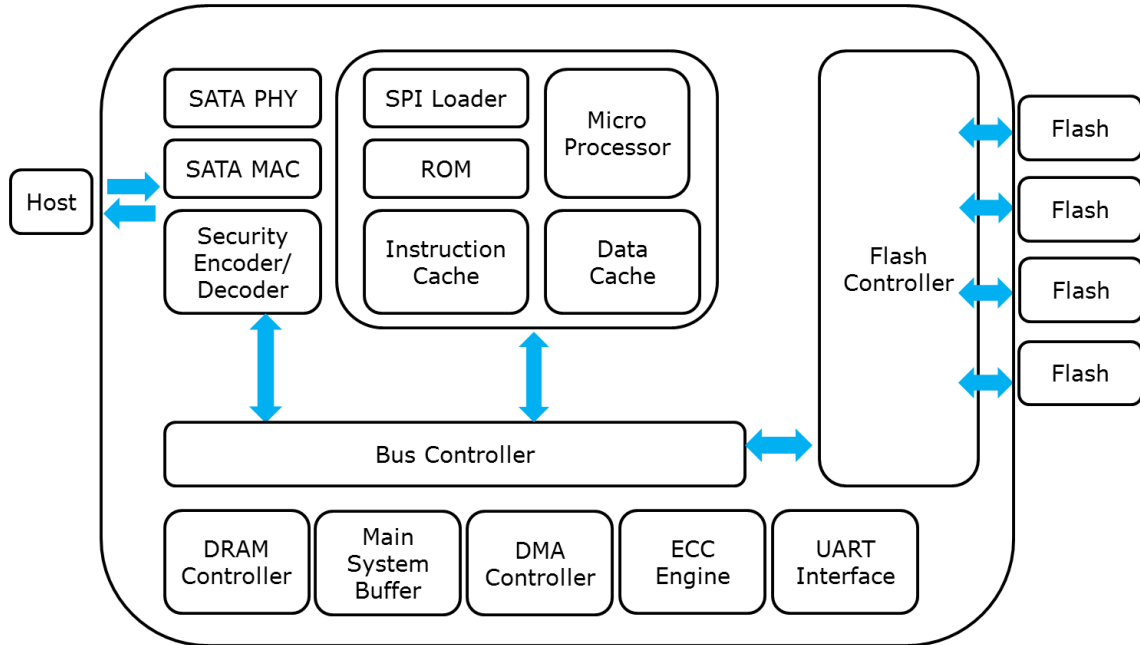 Host
SATA PHY
SATA MAC
Security
Encoder/
Decoder
SPI Loader
ROM
Instruction
Cache
Micro
Processor
Data
Cache
Bus Controller
Flash
Controller
Flash
Flash
Flash
Flash
DRAM
Controller
Main
System
Buffer
DMA
Controller
ECC
Engine
UART
Interface